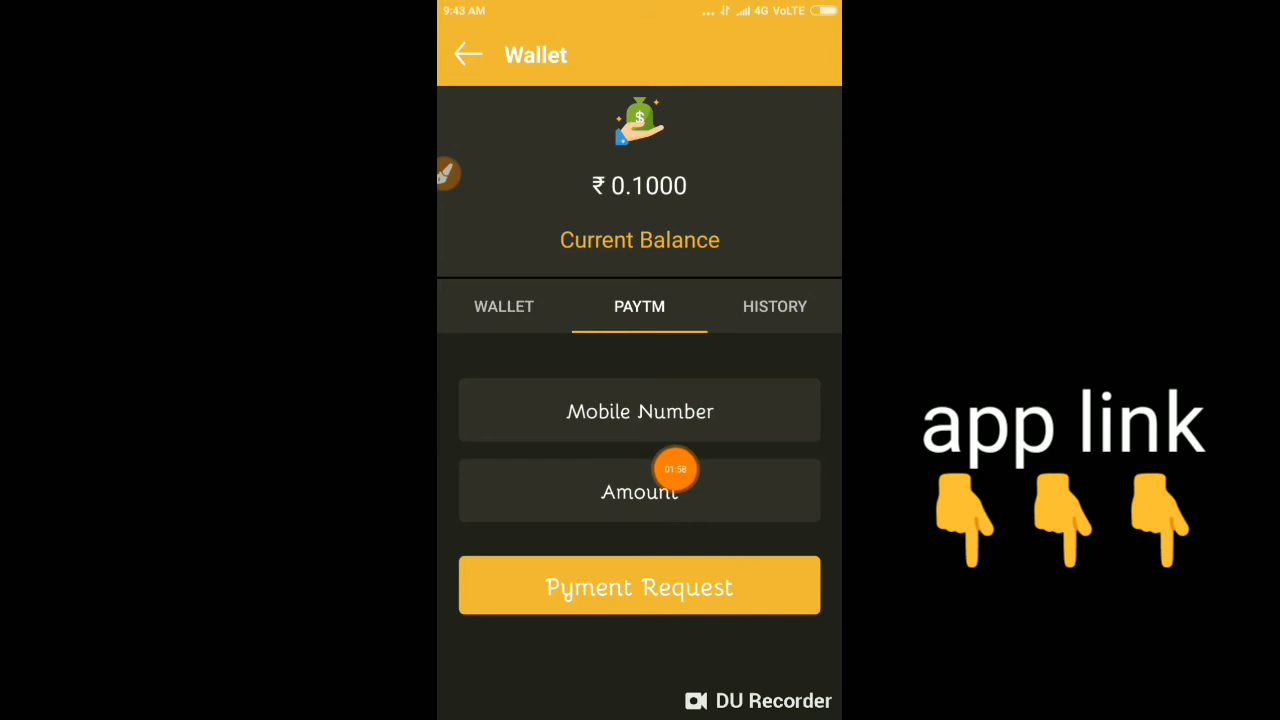 9:43 AM
4G VoLTE
Wallet
$
₹ 0.1000
Current Balance
WALLET
PAYTM
HISTORY
Mobile Number
01:58
Amount
Pyment Request
DU Recorder
app link